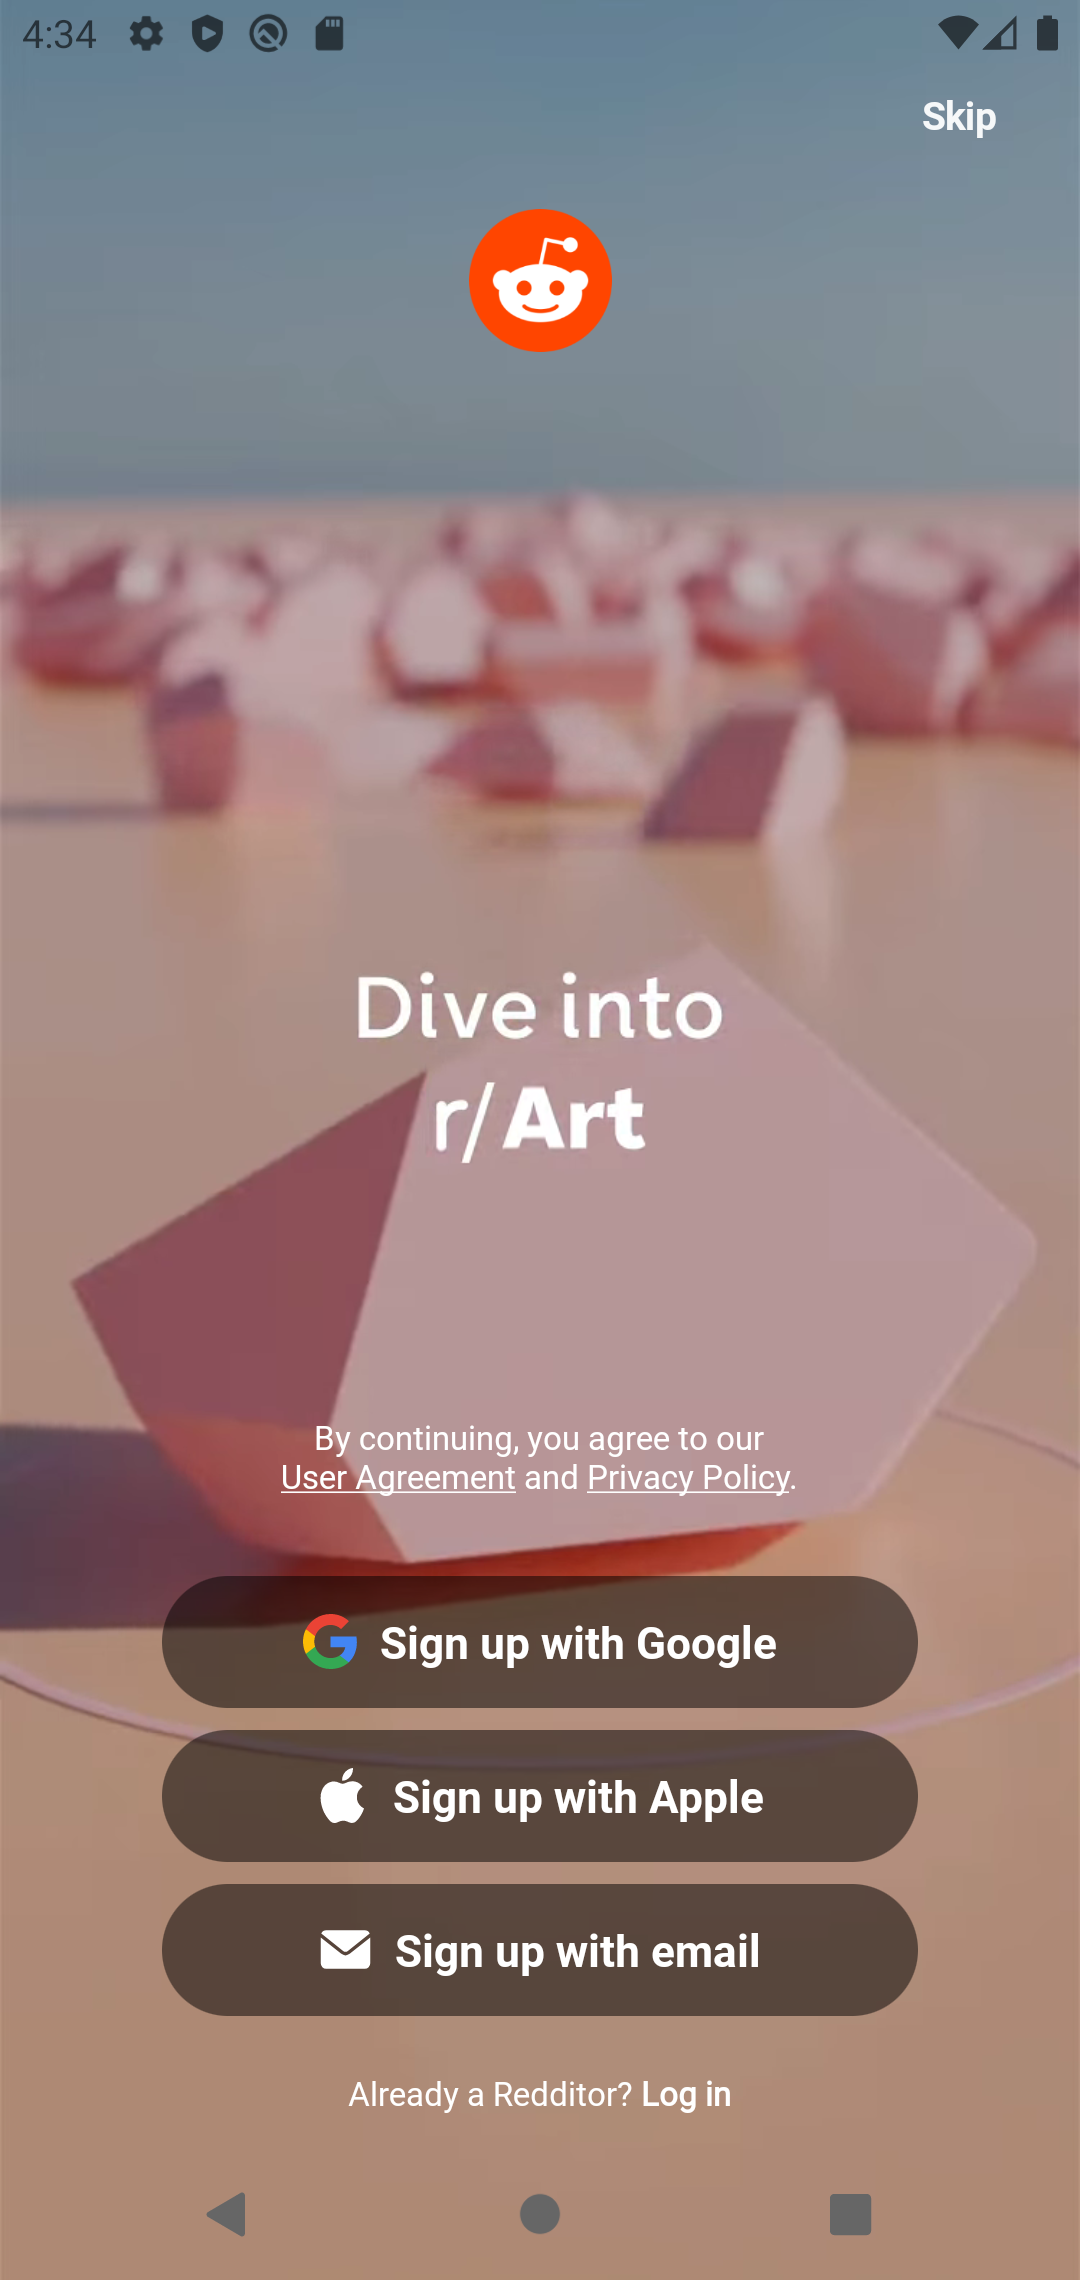 4:34
Skip
Dive into
r/Art
By continuing, you agree to our
User Agreement and Privacy Policy.
Sign up with Google
Sign up with Apple
Sign up with email
Already a Redditor? Log in